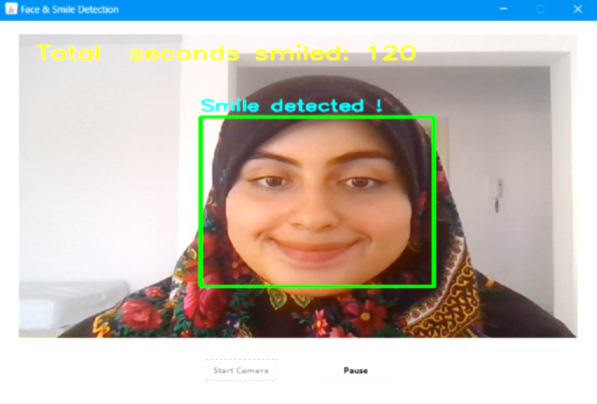 Face & Smile Detection
Total seconds smiled: 120
Smile detected !
Start Camera
Pause